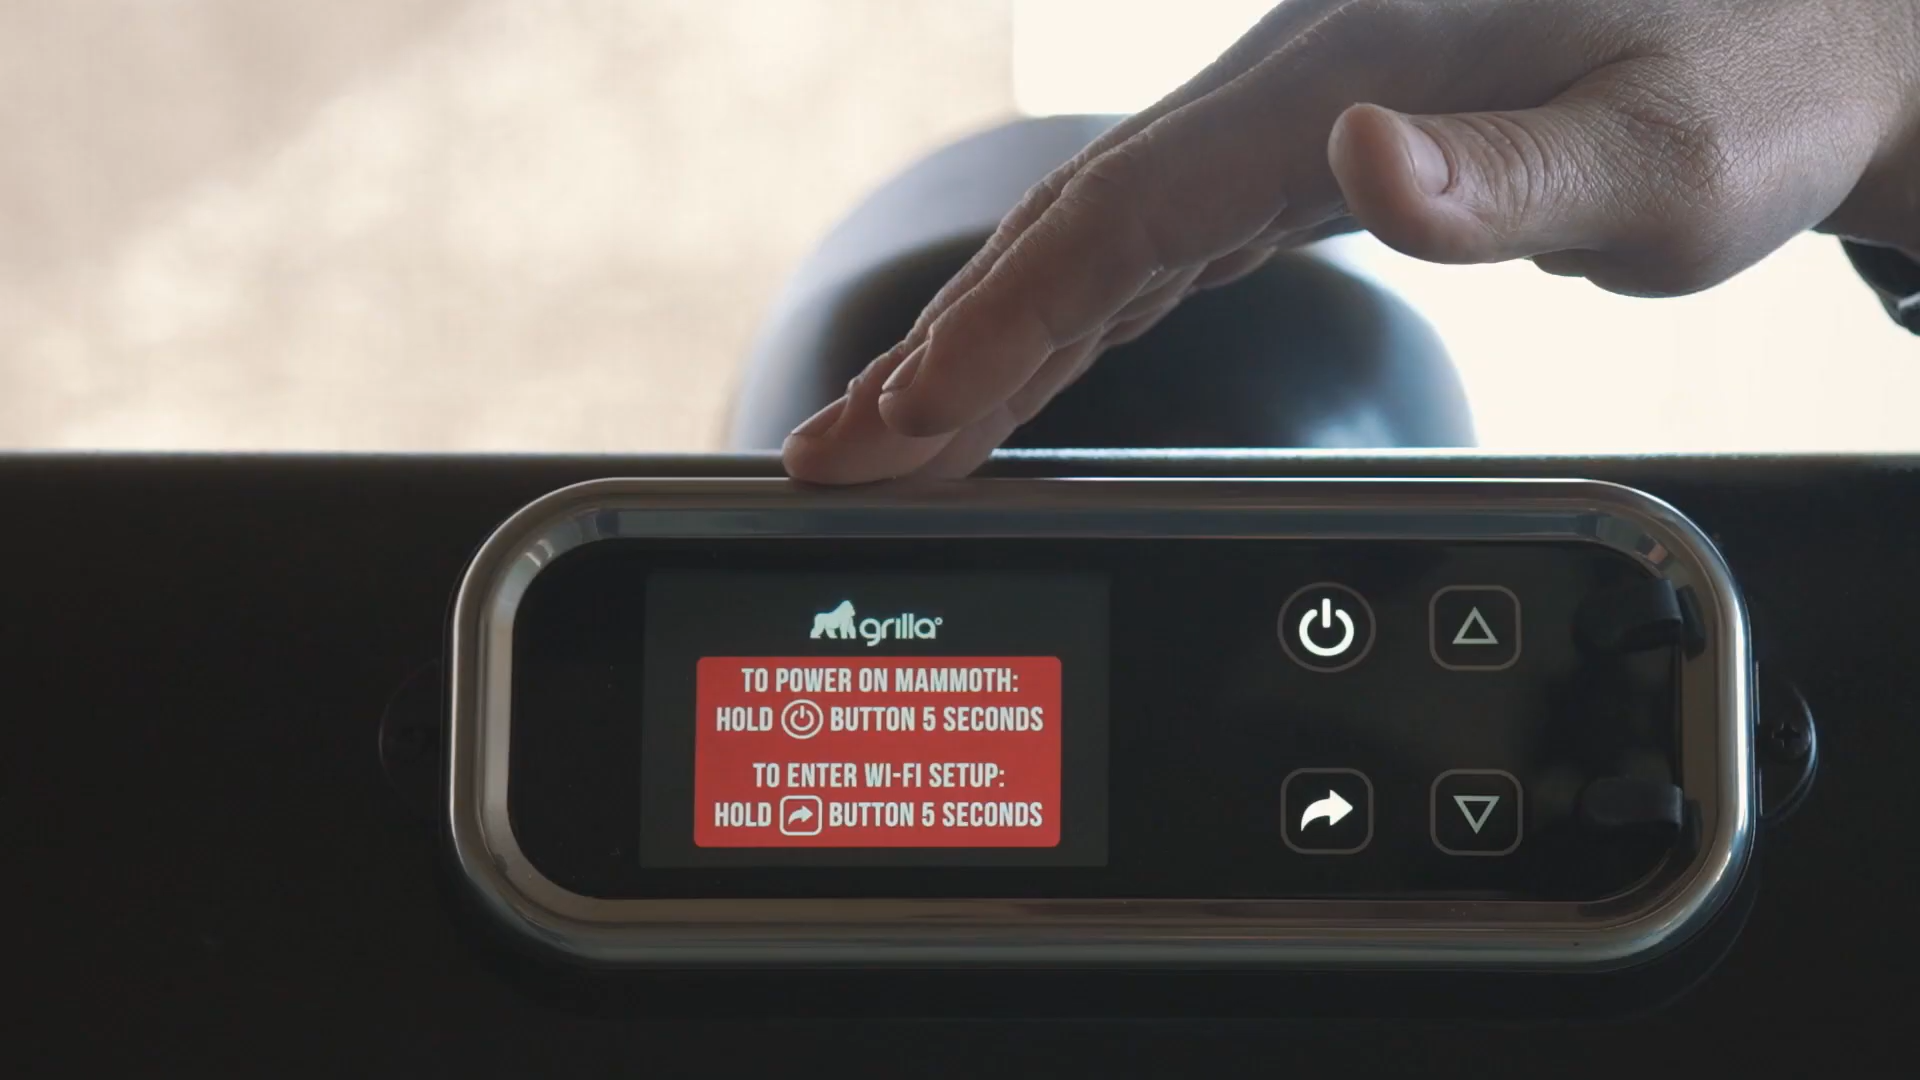 grilla
TO POWER ON MAMMOTH:
HOLD BUTTON 5 SECONDS
TO ENTER WI-FI SETUP:
HOLD BUTTON 5 SECONDS